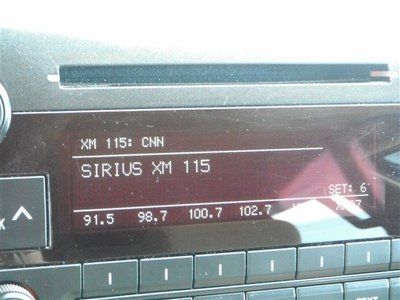 XM 115: CNN
SIRIUS XM 115
SET: 6
91.5 98.7 100.7 102.7